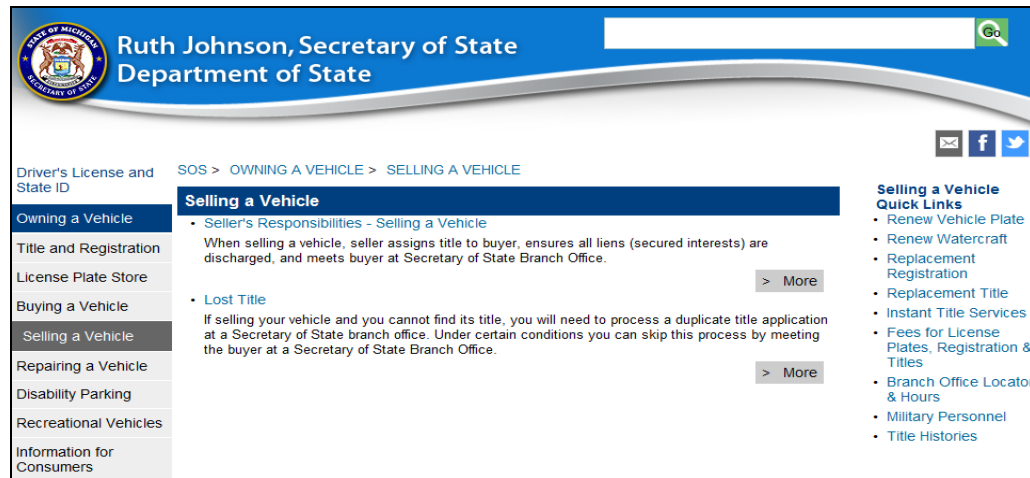 STATE OF MICHIGAN
SECRETARY OF STATE
Ruth Johnson, Secretary of State
Department of State
Go
Driver's License and
State ID
Owning a Vehicle
Title and Registration
License Plate Store
Buying a Vehicle
Selling a Vehicle
Repairing a Vehicle
Disability Parking
Recreational Vehicles
Information for
Consumers
SOS > OWNING A VEHICLE > SELLING A VEHICLE
Selling a Vehicle
• Seller's Responsibilities - Selling a Vehicle
When selling a vehicle, seller assigns title to buyer, ensures all liens (secured interests) are
discharged, and meets buyer at Secretary of State Branch Office.
> More
• Lost Title
If selling your vehicle and you cannot find its title, you will need to process a duplicate title application
at a Secretary of State branch office. Under certain conditions you can skip this process by meeting
the buyer at a Secretary of State Branch Office.
> More
Selling a Vehicle
Quick Links
• Renew Vehicle Plate
• Renew Watercraft
• Replacement
Registration
• Replacement Title
• Instant Title Services
• Fees for License
Plates, Registration &
Titles
• Branch Office Locator
& Hours
• Military Personnel
• Title Histories